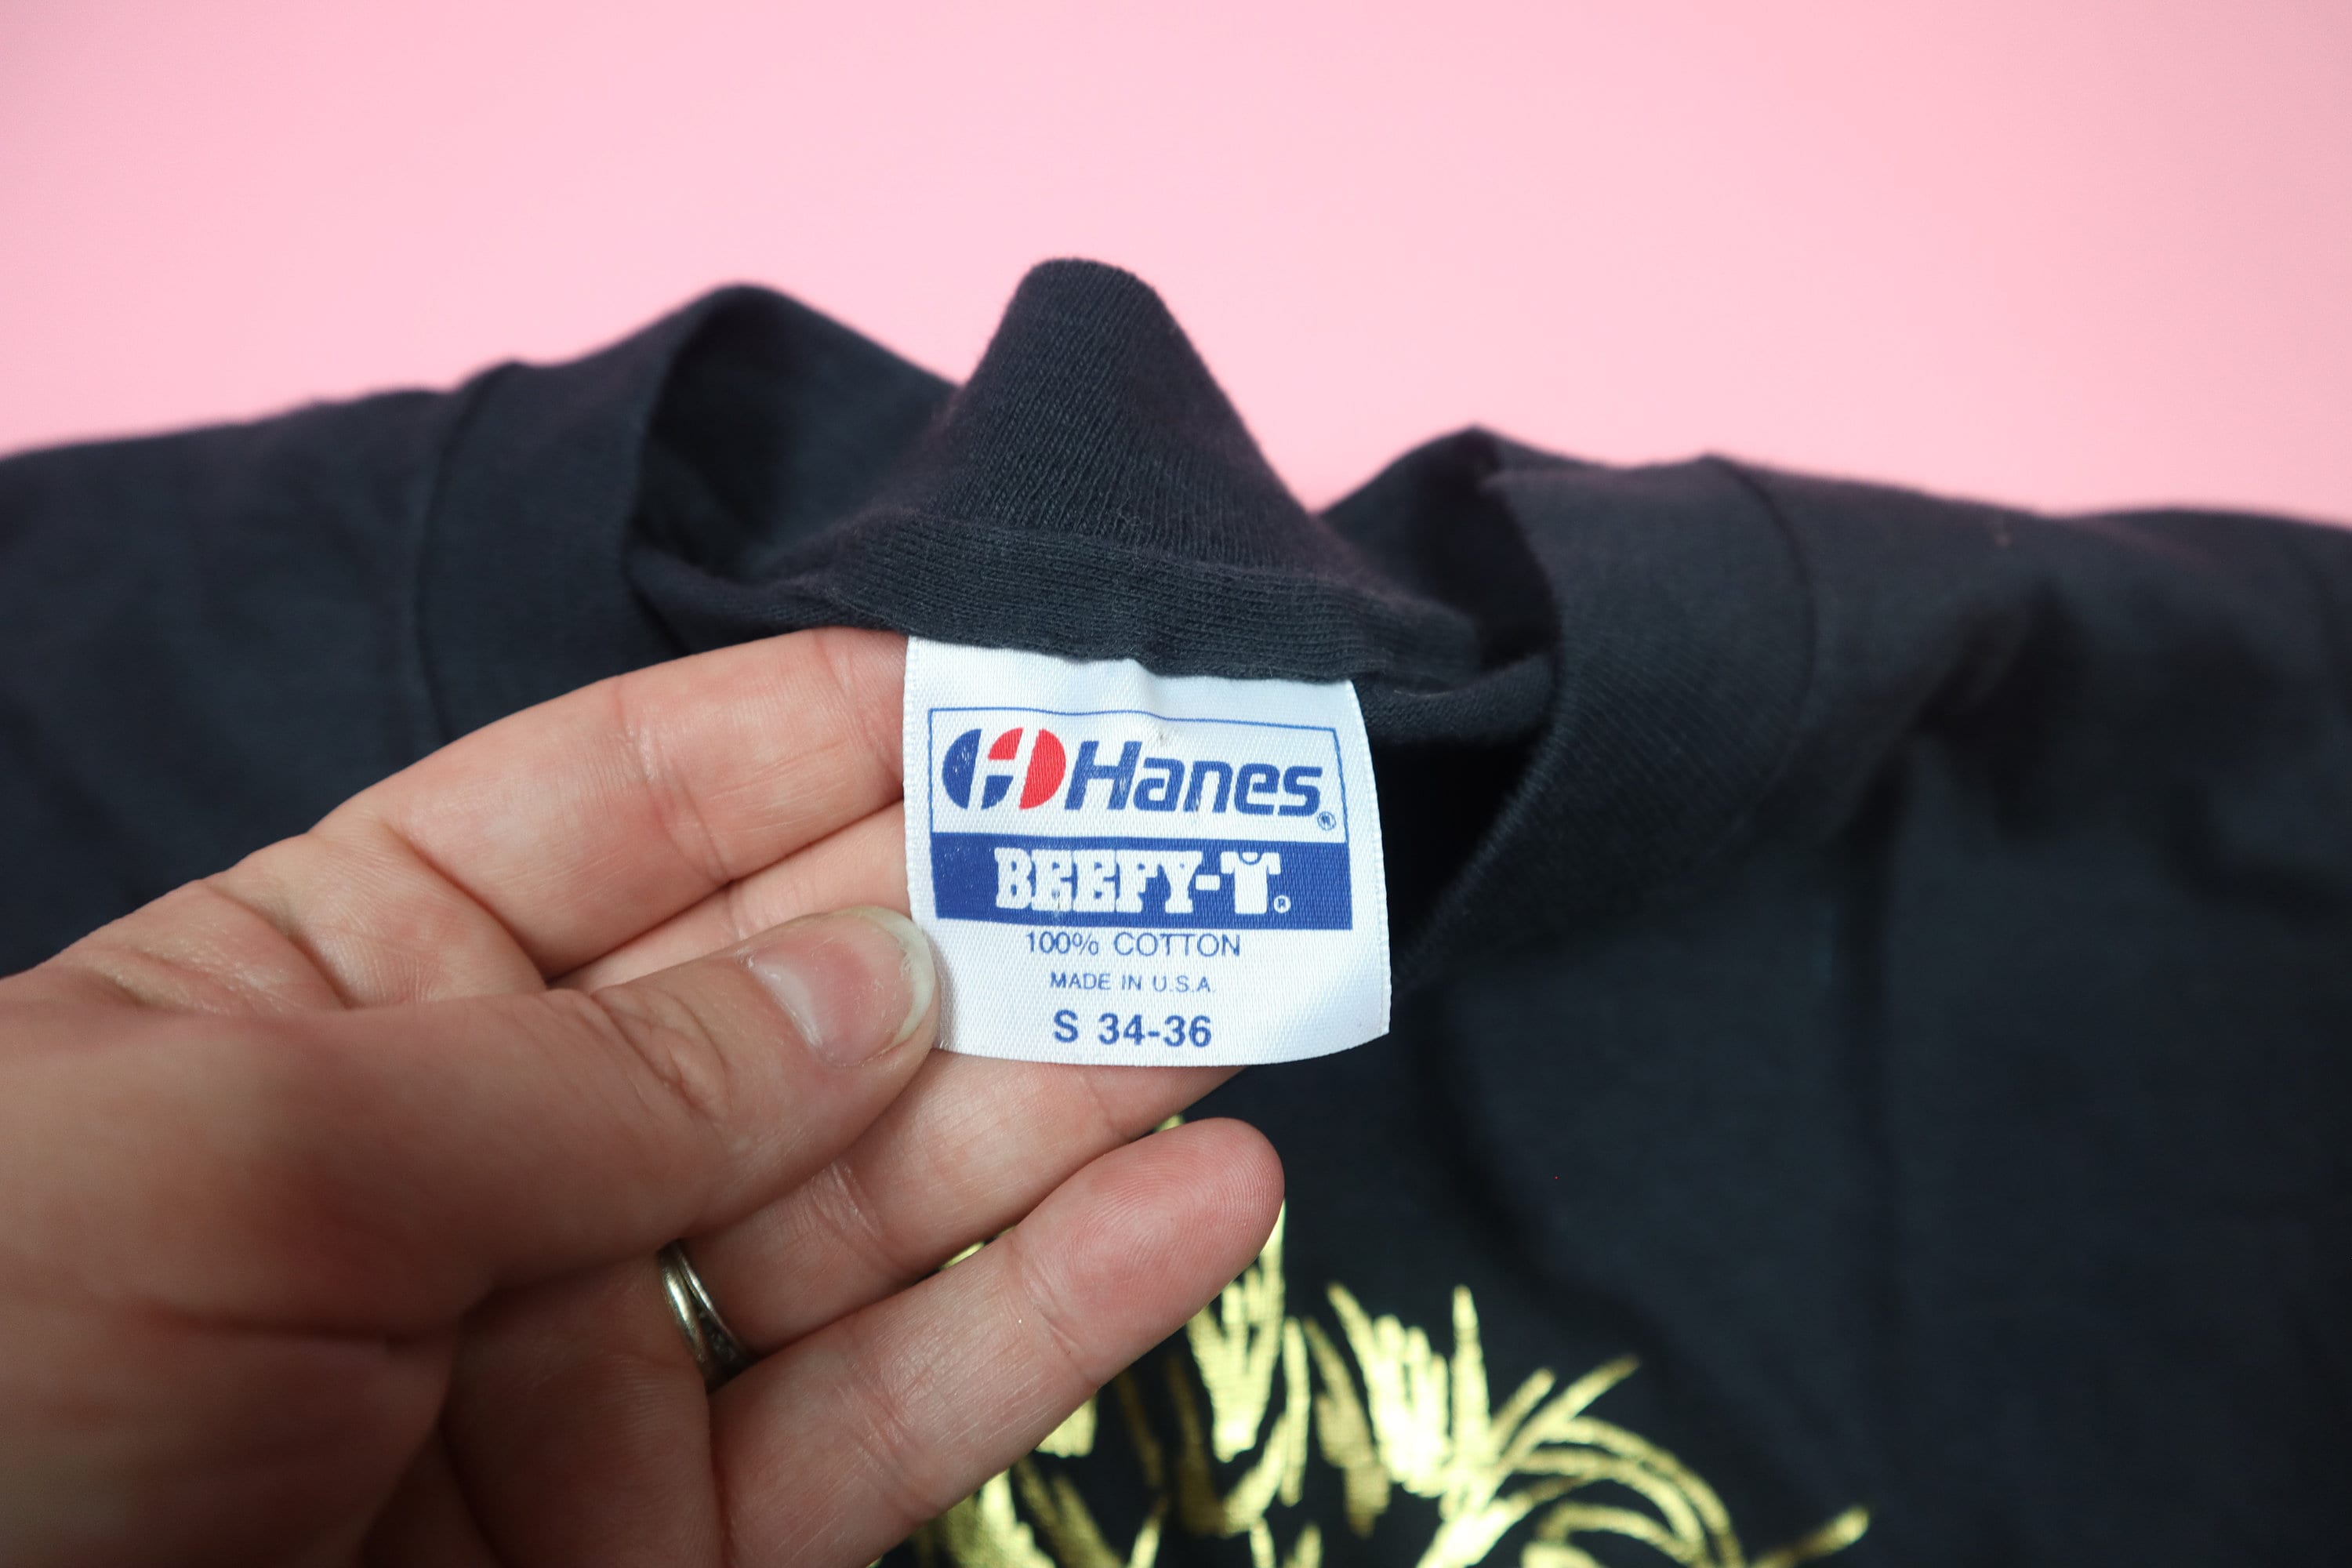 Hanes®
BEEFY-T®
100% COTTON
MADE IN U.S.A.
S 34-36